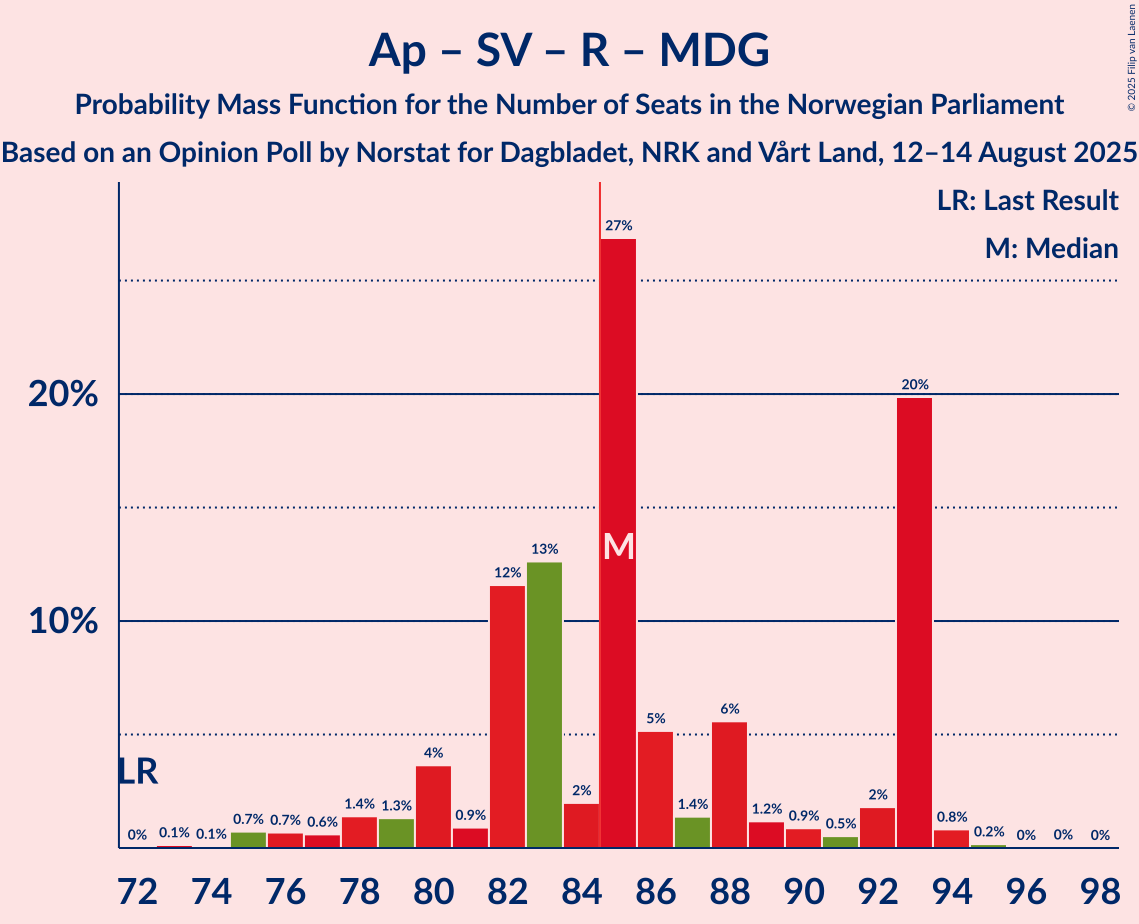 Ap – SV – R – MDG
Probability Mass Function for the Number of Seats in the Norwegian Parliament
Based on an Opinion Poll by Norstat for Dagbladet, NRK and Vårt Land, 12–14 August 2025
© 2025 Filip van Laenen
LR: Last Result
M: Median
20%
10%
LR
M
0% 0.1% 0.1% 0.7% 0.7% 0.6% 1.4% 1.3% 4% 0.9% 12% 13% 2% 27% 5% 1.4% 6% 1.2% 0.9% 0.5% 2% 20% 0.8% 0.2% 0% 0% 0%
72 74 76 78 80 82 84 86 88 90 92 94 96 98